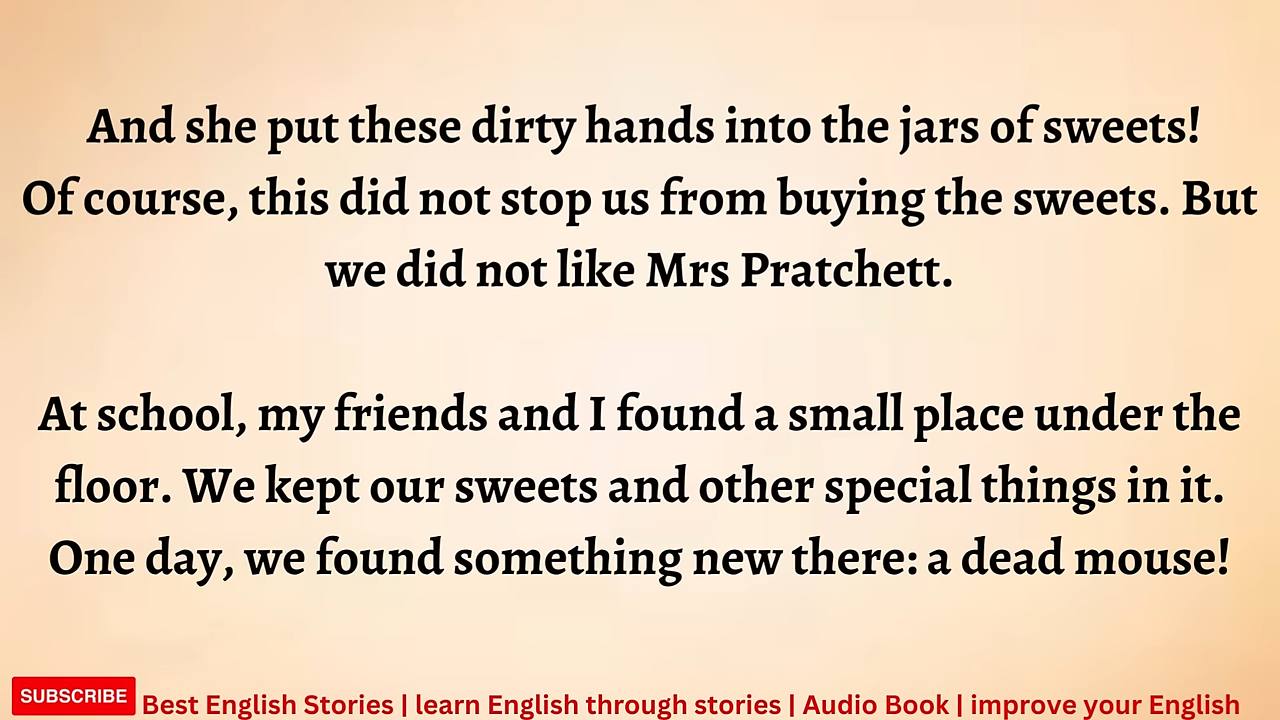 And she put these dirty hands into the jars of sweets!
Of course, this did not stop us from buying the sweets. But
we did not like Mrs Pratchett.
At school, my friends and I found a small place under the
floor. We kept our sweets and other special things in it.
One day, we found something new there: a dead mouse!
SUBSCRIBE Best English Stories | learn English through stories | Audio Book | improve your English